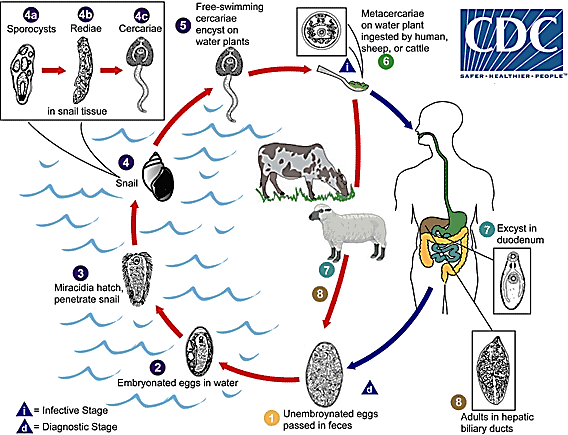 4a
4b
4c
Sporocysts
Rediae
Cercariae
in snail tissue
5
Free-swimming
cercariae
encyst on
water plants
Metacercariae
on water plant
ingested by human,
sheep, or cattle
6
i
CDC
SAFER·HEALTHIER·PEOPLE™
4
Snail
7
Excyst in
duodenum
3
Miracidia hatch,
penetrate snail
7
8
2
Embryonated eggs in water
d
1
Unembroynated eggs
passed in feces
8
Adults in hepatic
biliary ducts
i = Infective Stage
d = Diagnostic Stage